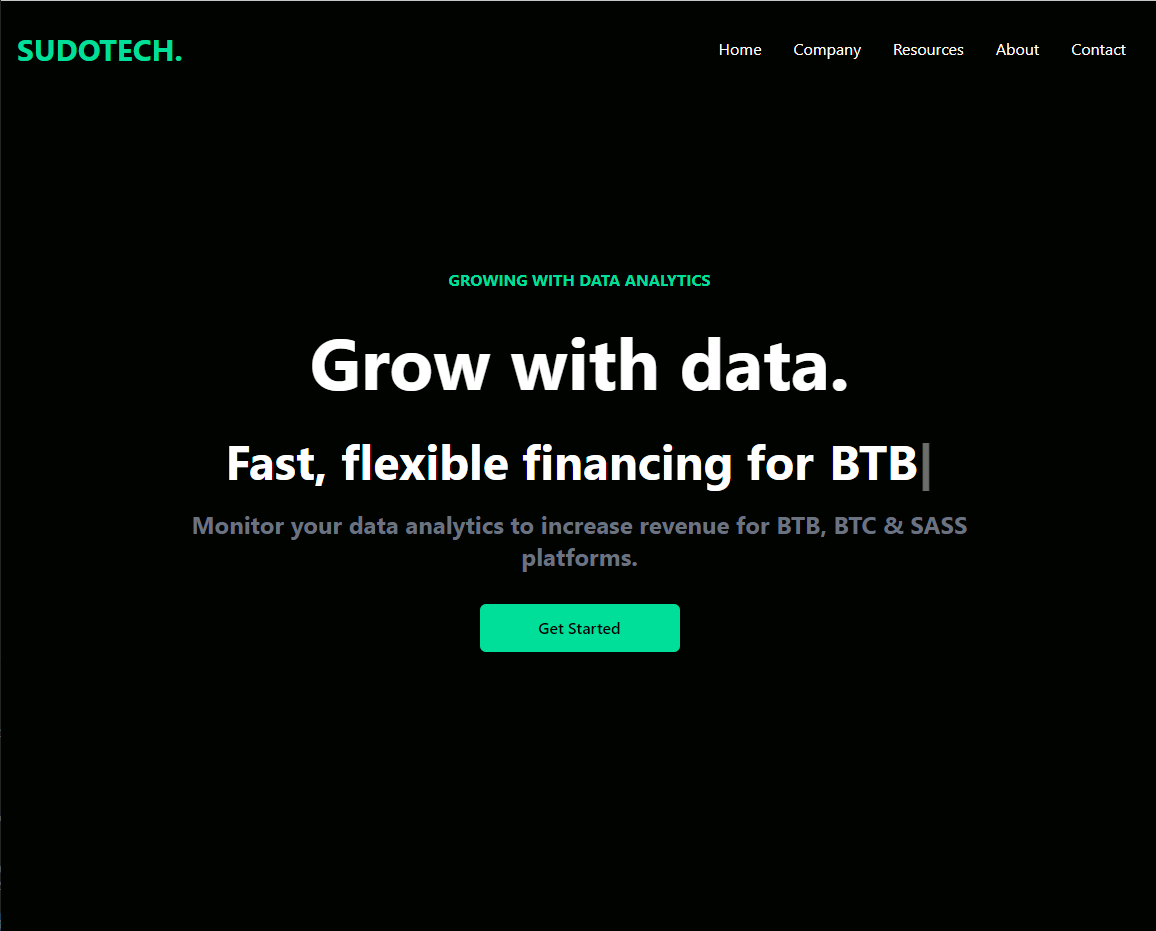 SUDOTECH.
Home Company Resources About Contact
GROWING WITH DATA ANALYTICS
Grow with data.
Fast, flexible financing for BTB|
Monitor your data analytics to increase revenue for BTB, BTC & SASS
platforms.
Get Started